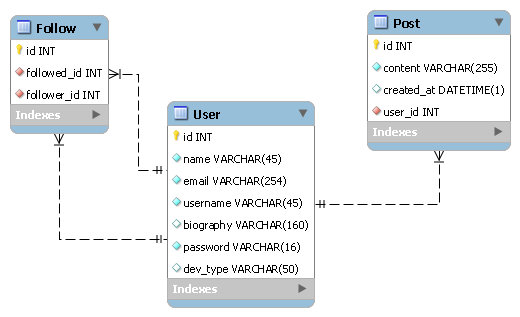 Follow
id INT
followed_id INT
follower_id INT
Indexes
User
id INT
name VARCHAR(45)
email VARCHAR(254)
username VARCHAR(45)
biography VARCHAR(160)
password VARCHAR(16)
dev_type VARCHAR(50)
Indexes
Post
id INT
content VARCHAR(255)
created_at DATETIME(1)
user_id INT
Indexes